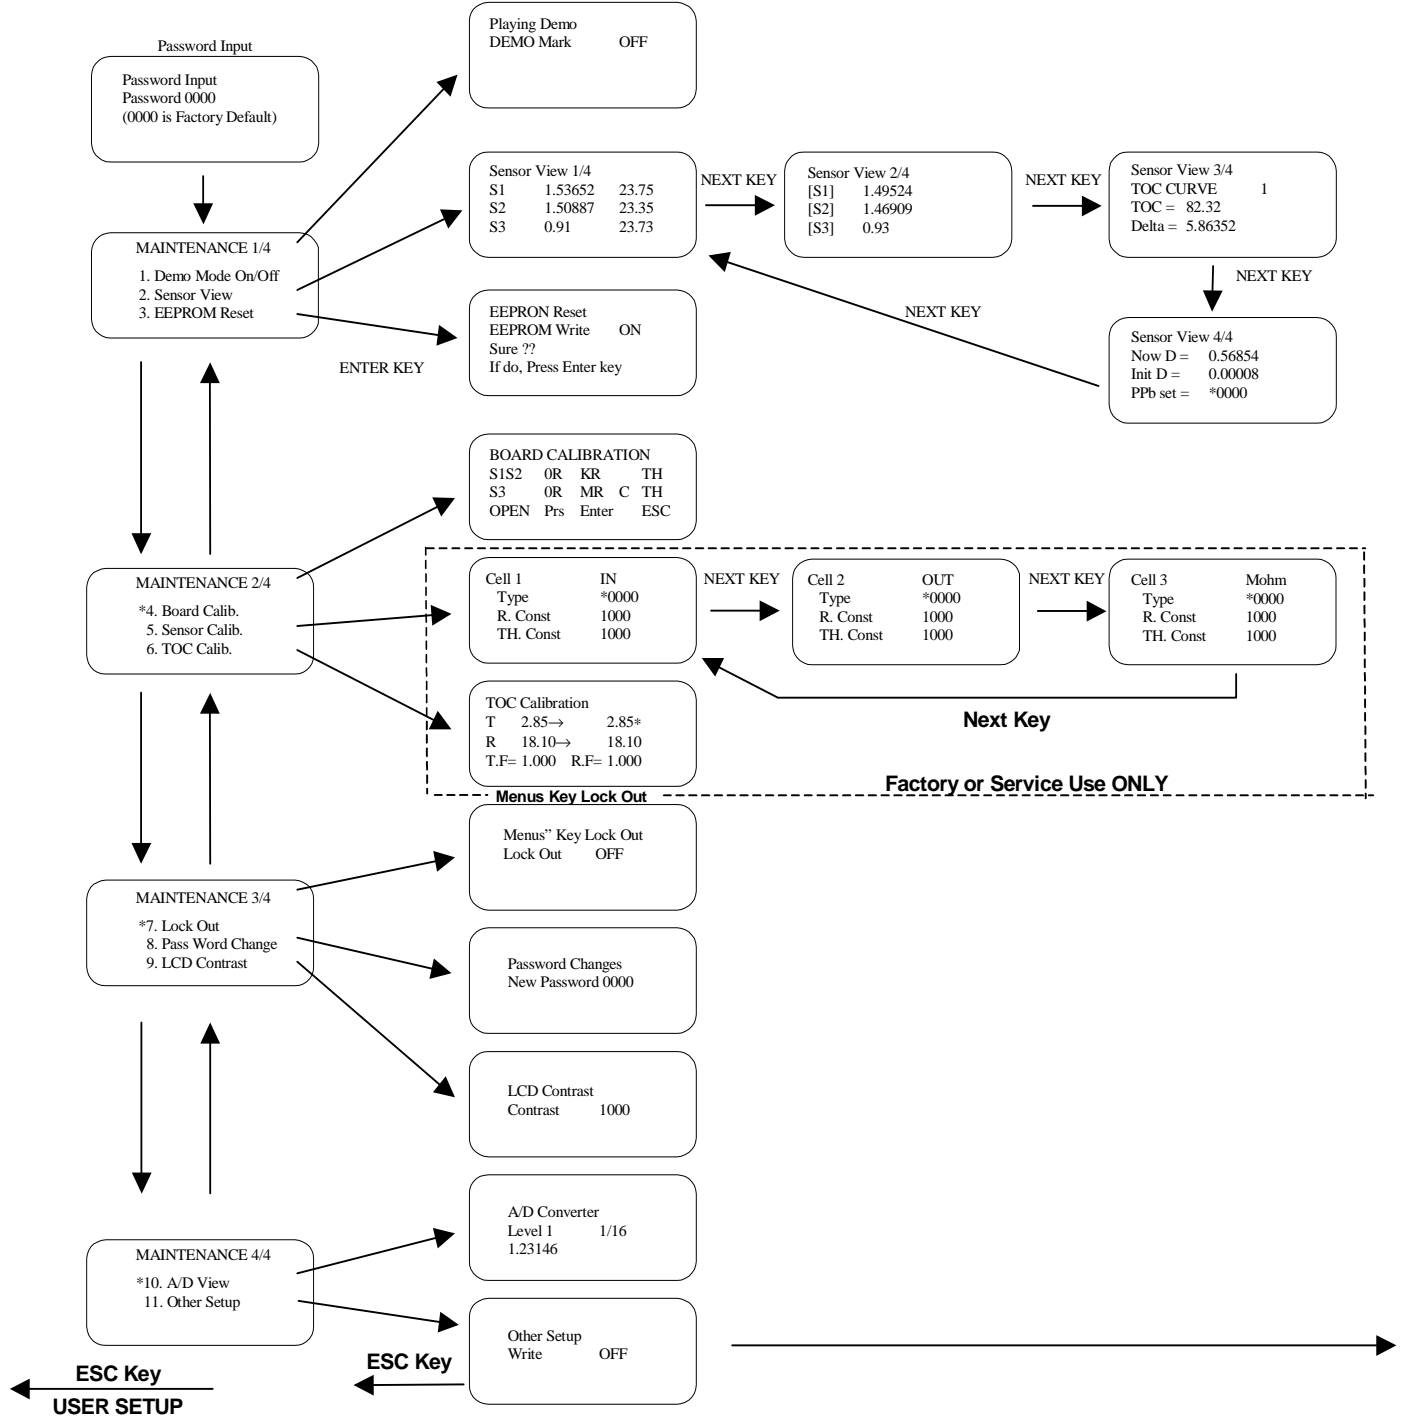 Password Input
Password Input
Password 0000
(0000 is Factory Default)
Playing Demo
DEMO Mark OFF
MAINTENANCE 1/4
1. Demo Mode On/Off
2. Sensor View
3. EEPROM Reset
Sensor View 1/4
S1 1.53652 23.75
S2 1.50887 23.35
S3 0.91 23.73
NEXT KEY
Sensor View 2/4
[S1] 1.49524
[S2] 1.46909
[S3] 0.93
NEXT KEY
Sensor View 3/4
TOC CURVE 1
TOC = 82.32
Delta = 5.86352
NEXT KEY
Sensor View 4/4
Now D = 0.56854
Init D = 0.00008
PPb set = *0000
NEXT KEY
ENTER KEY
EEPRON Reset
EEPROM Write ON
Sure ??
If do, Press Enter key
BOARD CALIBRATION
S1S2 0R KR TH
S3 0R MR C TH
OPEN Prs Enter ESC
MAINTENANCE 2/4
*4. Board Calib.
5. Sensor Calib.
6. TOC Calib.
Cell 1 IN
Type *0000
R. Const 1000
TH. Const 1000
NEXT KEY
Cell 2 OUT
Type *0000
R. Const 1000
TH. Const 1000
NEXT KEY
Cell 3 Mohm
Type *0000
R. Const 1000
TH. Const 1000
Next Key
TOC Calibration
T 2.85→ 2.85*
R 18.10→ 18.10
T.F= 1.000 R.F= 1.000
Factory or Service Use ONLY
Menus Key Lock Out
Menus” Key Lock Out
Lock Out OFF
MAINTENANCE 3/4
*7. Lock Out
8. Pass Word Change
9. LCD Contrast
Password Changes
New Password 0000
LCD Contrast
Contrast 1000
A/D Converter
Level 1 1/16
1.23146
MAINTENANCE 4/4
*10. A/D View
11. Other Setup
Other Setup
Write OFF
ESC Key
ESC Key
USER SETUP